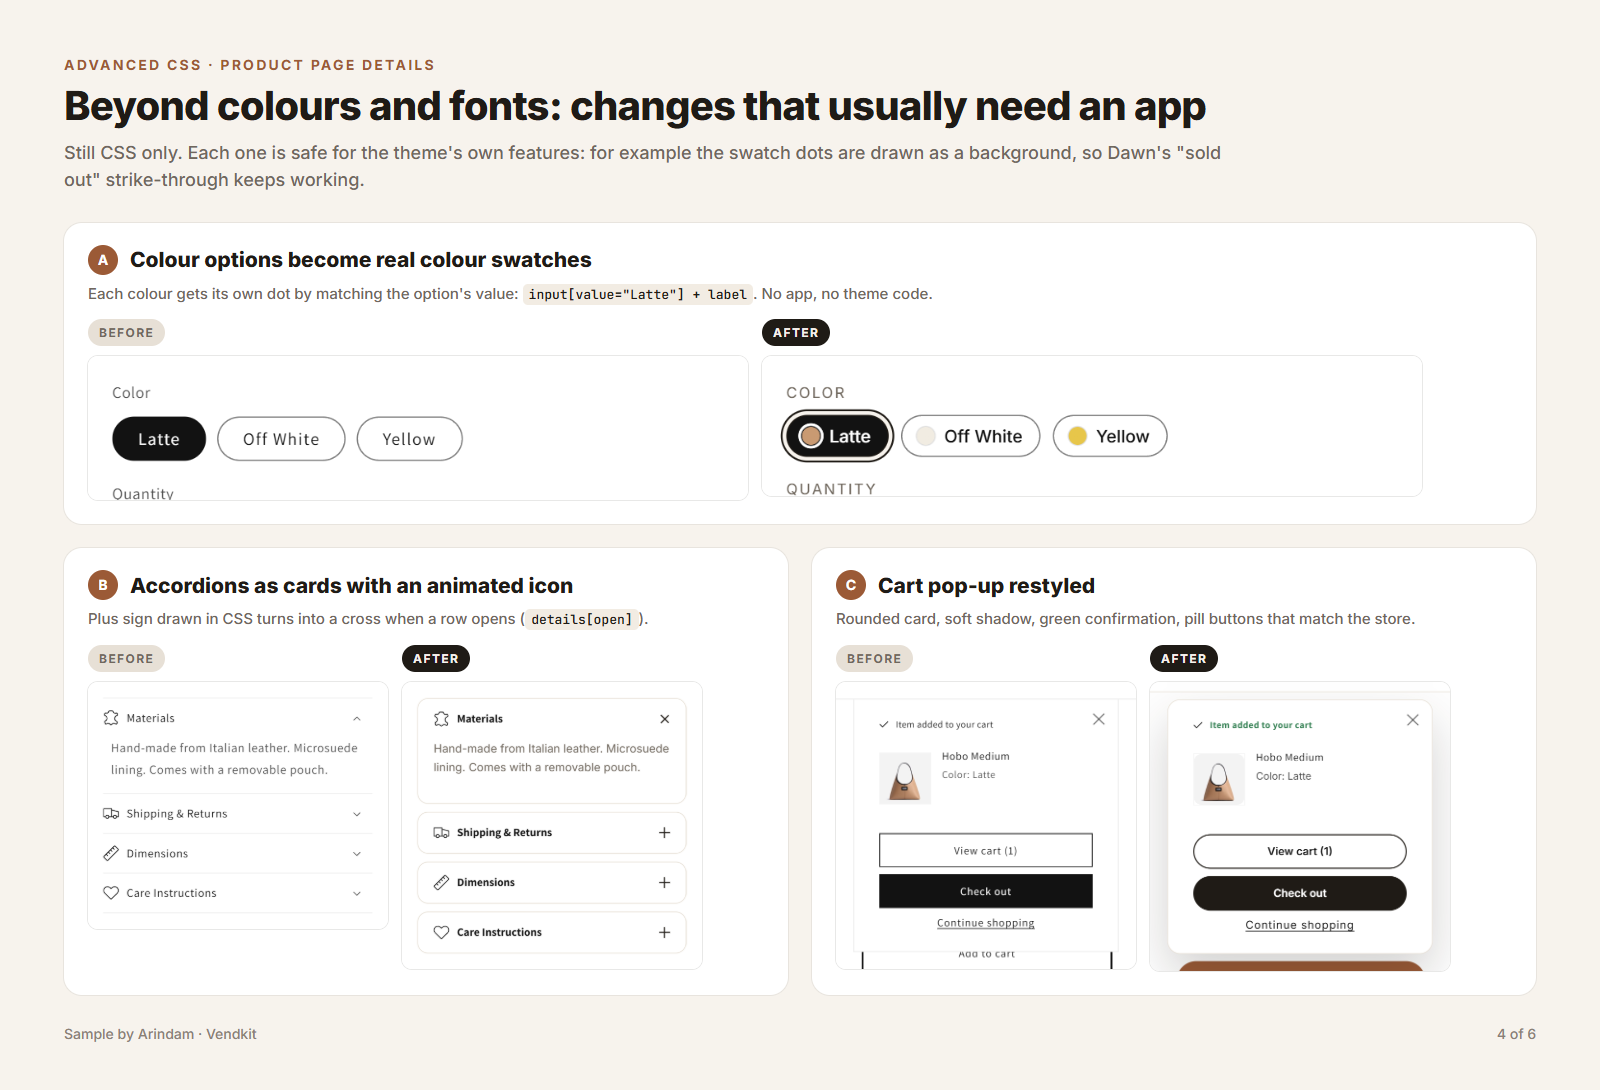 ADVANCED CSS · PRODUCT PAGE DETAILS
Beyond colours and fonts: changes that usually need an app
Still CSS only. Each one is safe for the theme's own features: for example the swatch dots are drawn as a background, so Dawn's "sold
out" strike-through keeps working.
A Colour options become real colour swatches
Each colour gets its own dot by matching the option's value: input[value="Latte"] + label . No app, no theme code.
BEFORE
Color
Latte Off White Yellow
Quantity
AFTER
COLOR
Latte Off White Yellow
QUANTITY
B Accordions as cards with an animated icon
Plus sign drawn in CSS turns into a cross when a row opens ( details[open] ).
BEFORE
Materials
Hand-made from Italian leather. Microsuede
lining. Comes with a removable pouch.
Shipping & Returns
Dimensions
Care Instructions
AFTER
Materials
Hand-made from Italian leather. Microsuede
lining. Comes with a removable pouch.
Shipping & Returns
Dimensions
Care Instructions
C Cart pop-up restyled
Rounded card, soft shadow, green confirmation, pill buttons that match the store.
BEFORE
Item added to your cart
Hobo Medium
Color: Latte
View cart (1)
Check out
Continue shopping
Add to cart
AFTER
Item added to your cart
Hobo Medium
Color: Latte
View cart (1)
Check out
Continue shopping
Sample by Arindam · Vendkit
4 of 6